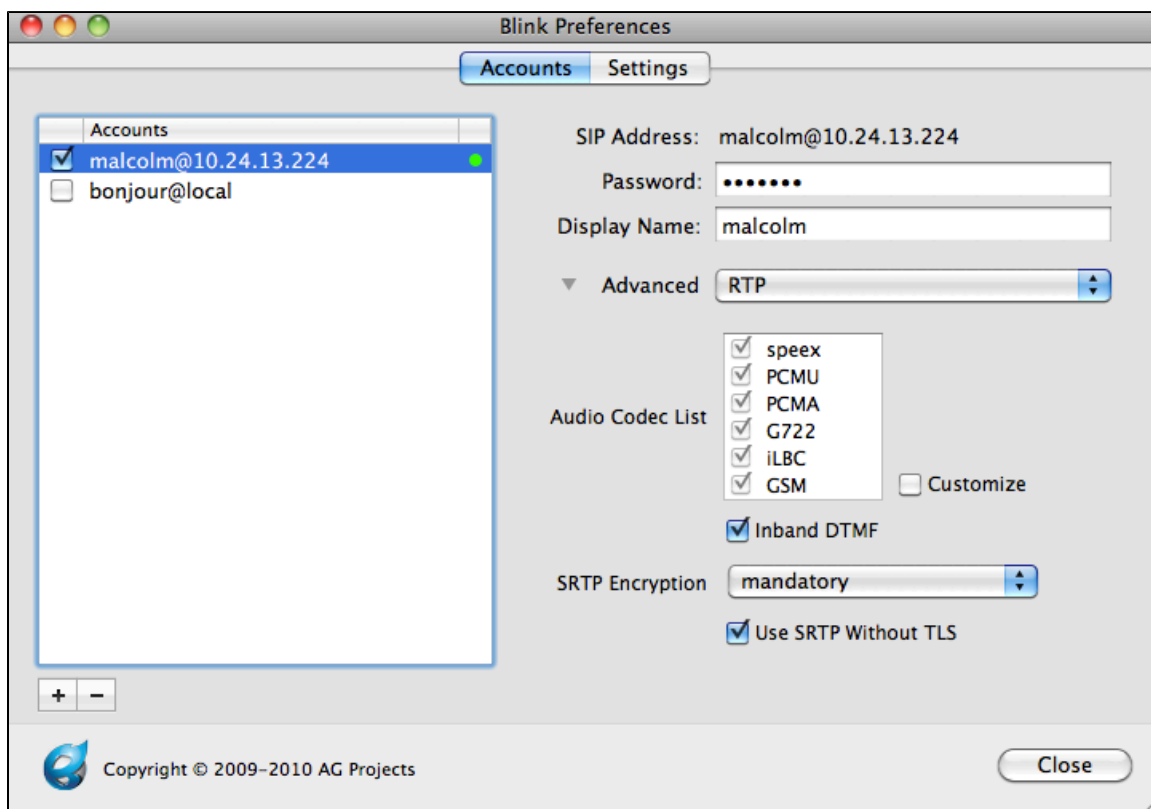 Blink Preferences
Accounts Settings
Accounts
malcolm@10.24.13.224
bonjour@local
SIP Address: malcolm@10.24.13.224
Password: •••••••
Display Name: malcolm
Advanced RTP
Audio Codec List
speex
PCMU
PCMA
G722
iLBC
GSM
Customize
Inband DTMF
SRTP Encryption mandatory
Use SRTP Without TLS
+ −
Copyright © 2009-2010 AG Projects
Close